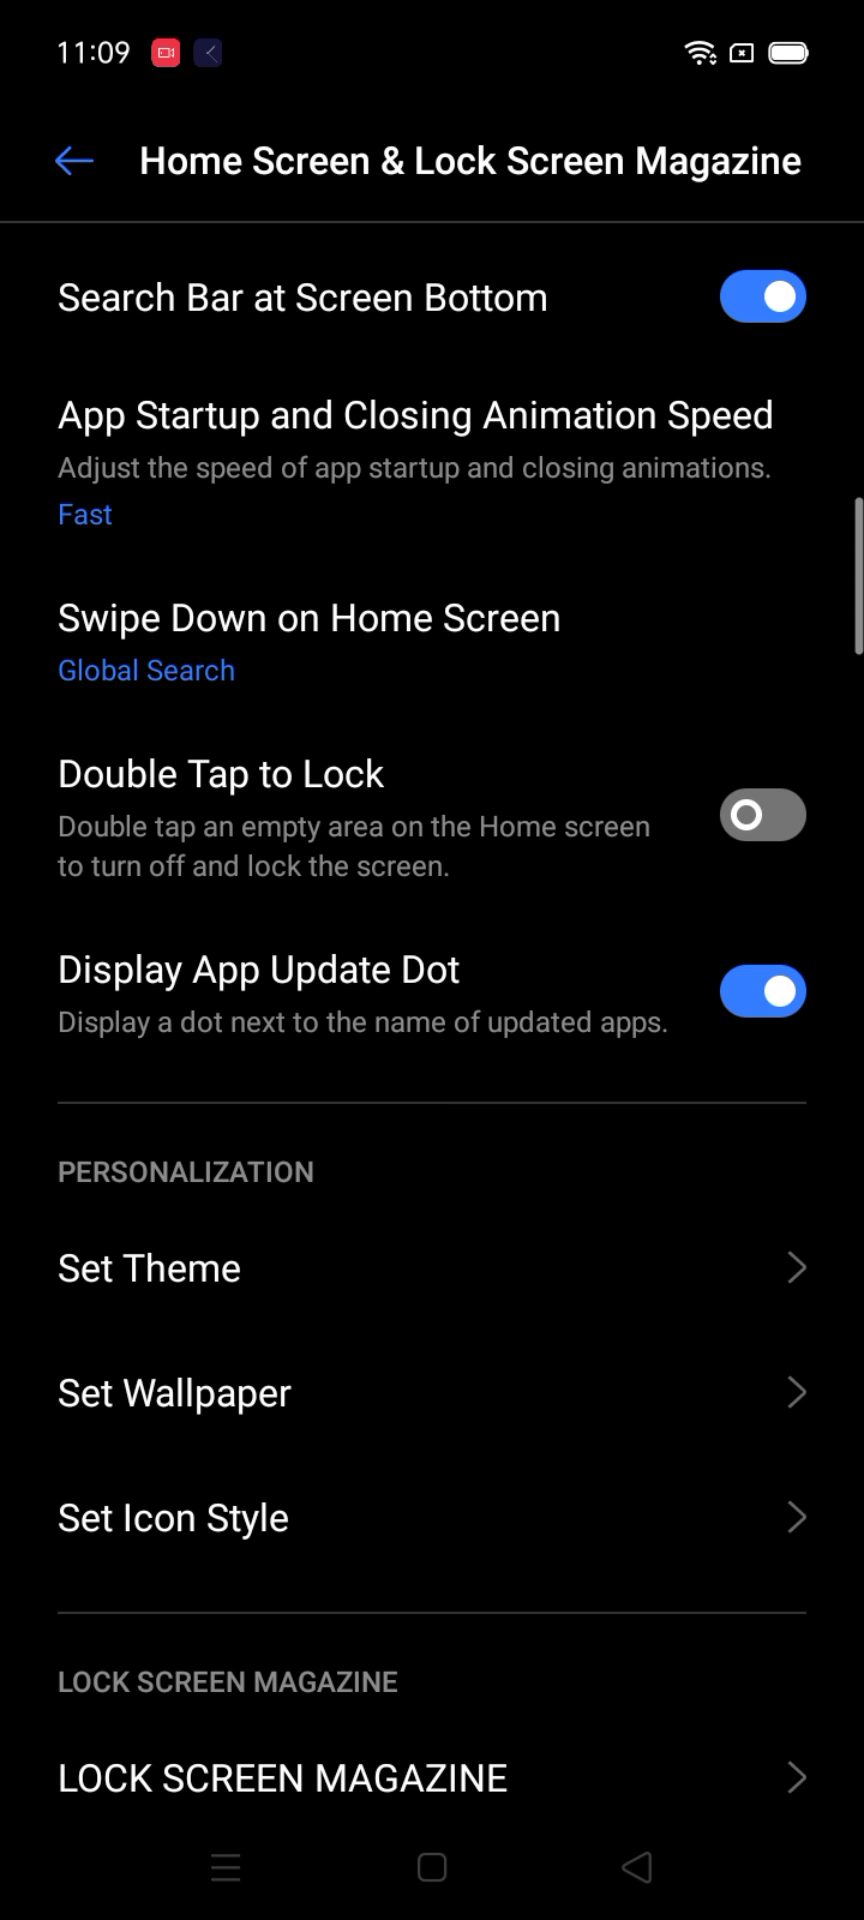 11:09
Home Screen & Lock Screen Magazine
Search Bar at Screen Bottom
App Startup and Closing Animation Speed
Adjust the speed of app startup and closing animations.
Fast
Swipe Down on Home Screen
Global Search
Double Tap to Lock
Double tap an empty area on the Home screen
to turn off and lock the screen.
Display App Update Dot
Display a dot next to the name of updated apps.
PERSONALIZATION
Set Theme
Set Wallpaper
Set Icon Style
LOCK SCREEN MAGAZINE
LOCK SCREEN MAGAZINE